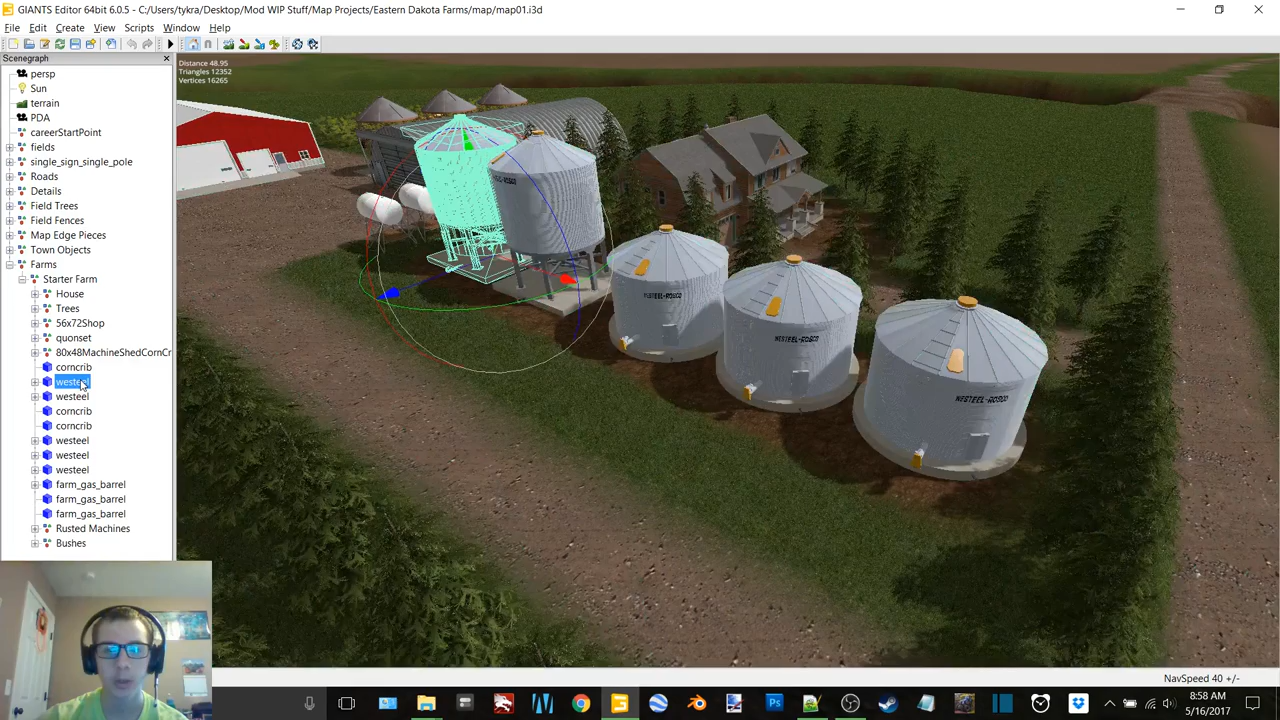 GIANTS Editor 64bit 6.0.5 - C:/Users/tykra/Desktop/Mod WIP Stuff/Map Projects/Eastern Dakota Farms/map/map01.i3d
File Edit Create View Scripts Window Help
Scenegraph
persp
Sun
terrain
PDA
careerStartPoint
fields
single_sign_single_pole
Roads
Details
Field Trees
Field Fences
Map Edge Pieces
Town Objects
Farms
Starter Farm
House
Trees
56x72Shop
quonset
80x48MachineShedCornCr
corncrib
westeel
westeel
corncrib
corncrib
westeel
westeel
westeel
farm_gas_barrel
farm_gas_barrel
farm_gas_barrel
Rusted Machines
Bushes
Distance 48.95
Triangles 12352
Vertices 16265
WESTEEL-ROSCO
WESTEEL-ROSCO
WESTEEL-ROSCO
NavSpeed 40 +/-
8:58 AM
5/16/2017